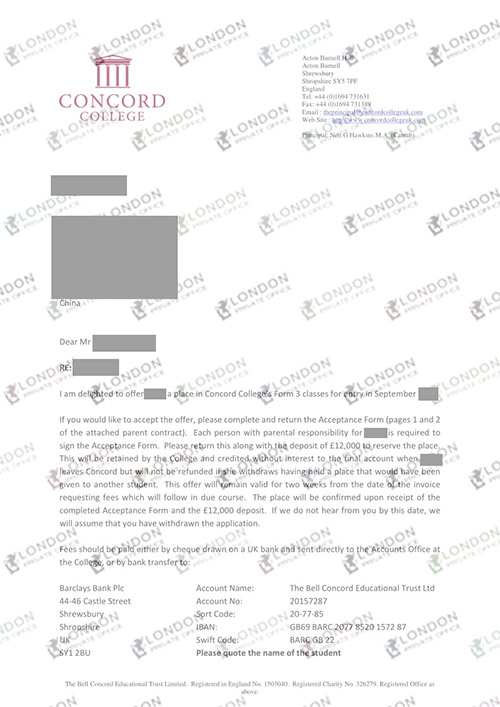 CONCORD
COLLEGE
Acton Burnell Hall
Acton Burnell
Shrewsbury
Shropshire SY5 7PF
England
Tel. +44 (0)1694 731631
Fax: +44 (0)1694 731389
Email : theprincipal@concordcollegeuk.com
Web Site : http://www.concordcollegeuk.com
Principal: Neil G Hawkins M.A. (Cantab)
China
Dear Mr
RE:
I am delighted to offer a place in Concord College's Form 3 classes for entry in September
If you would like to accept the offer, please complete and return the Acceptance Form (pages 1 and 2
of the attached parent contract). Each person with parental responsibility for is required to
sign the Acceptance Form. Please return this along with the deposit of £12,000 to reserve the place.
This will be retained by the College and credited without interest to the final account when
leaves Concord but will not be refunded if she withdraws having held a place that would have been
given to another student. This offer will remain valid for two weeks from the date of the invoice
requesting fees which will follow in due course. The place will be confirmed upon receipt of the
completed Acceptance Form and the £12,000 deposit. If we do not hear from you by this date, we
will assume that you have withdrawn the application.
Fees should be paid either by cheque drawn on a UK bank and sent directly to the Accounts Office at
the College, or by bank transfer to:
Barclays Bank Plc Account Name: The Bell Concord Educational Trust Ltd
44-46 Castle Street Account No: 20157287
Shrewsbury Sort Code: 20-77-85
Shropshire IBAN: GB69 BARC 2077 8520 1572 87
UK Swift Code: BARC GB 22
SY1 2BU Please quote the name of the student
The Bell Concord Educational Trust Limited. Registered in England No. 1503040. Registered Charity No. 326279. Registered Office as
above.
LONDON
PRIVATE OFFICE